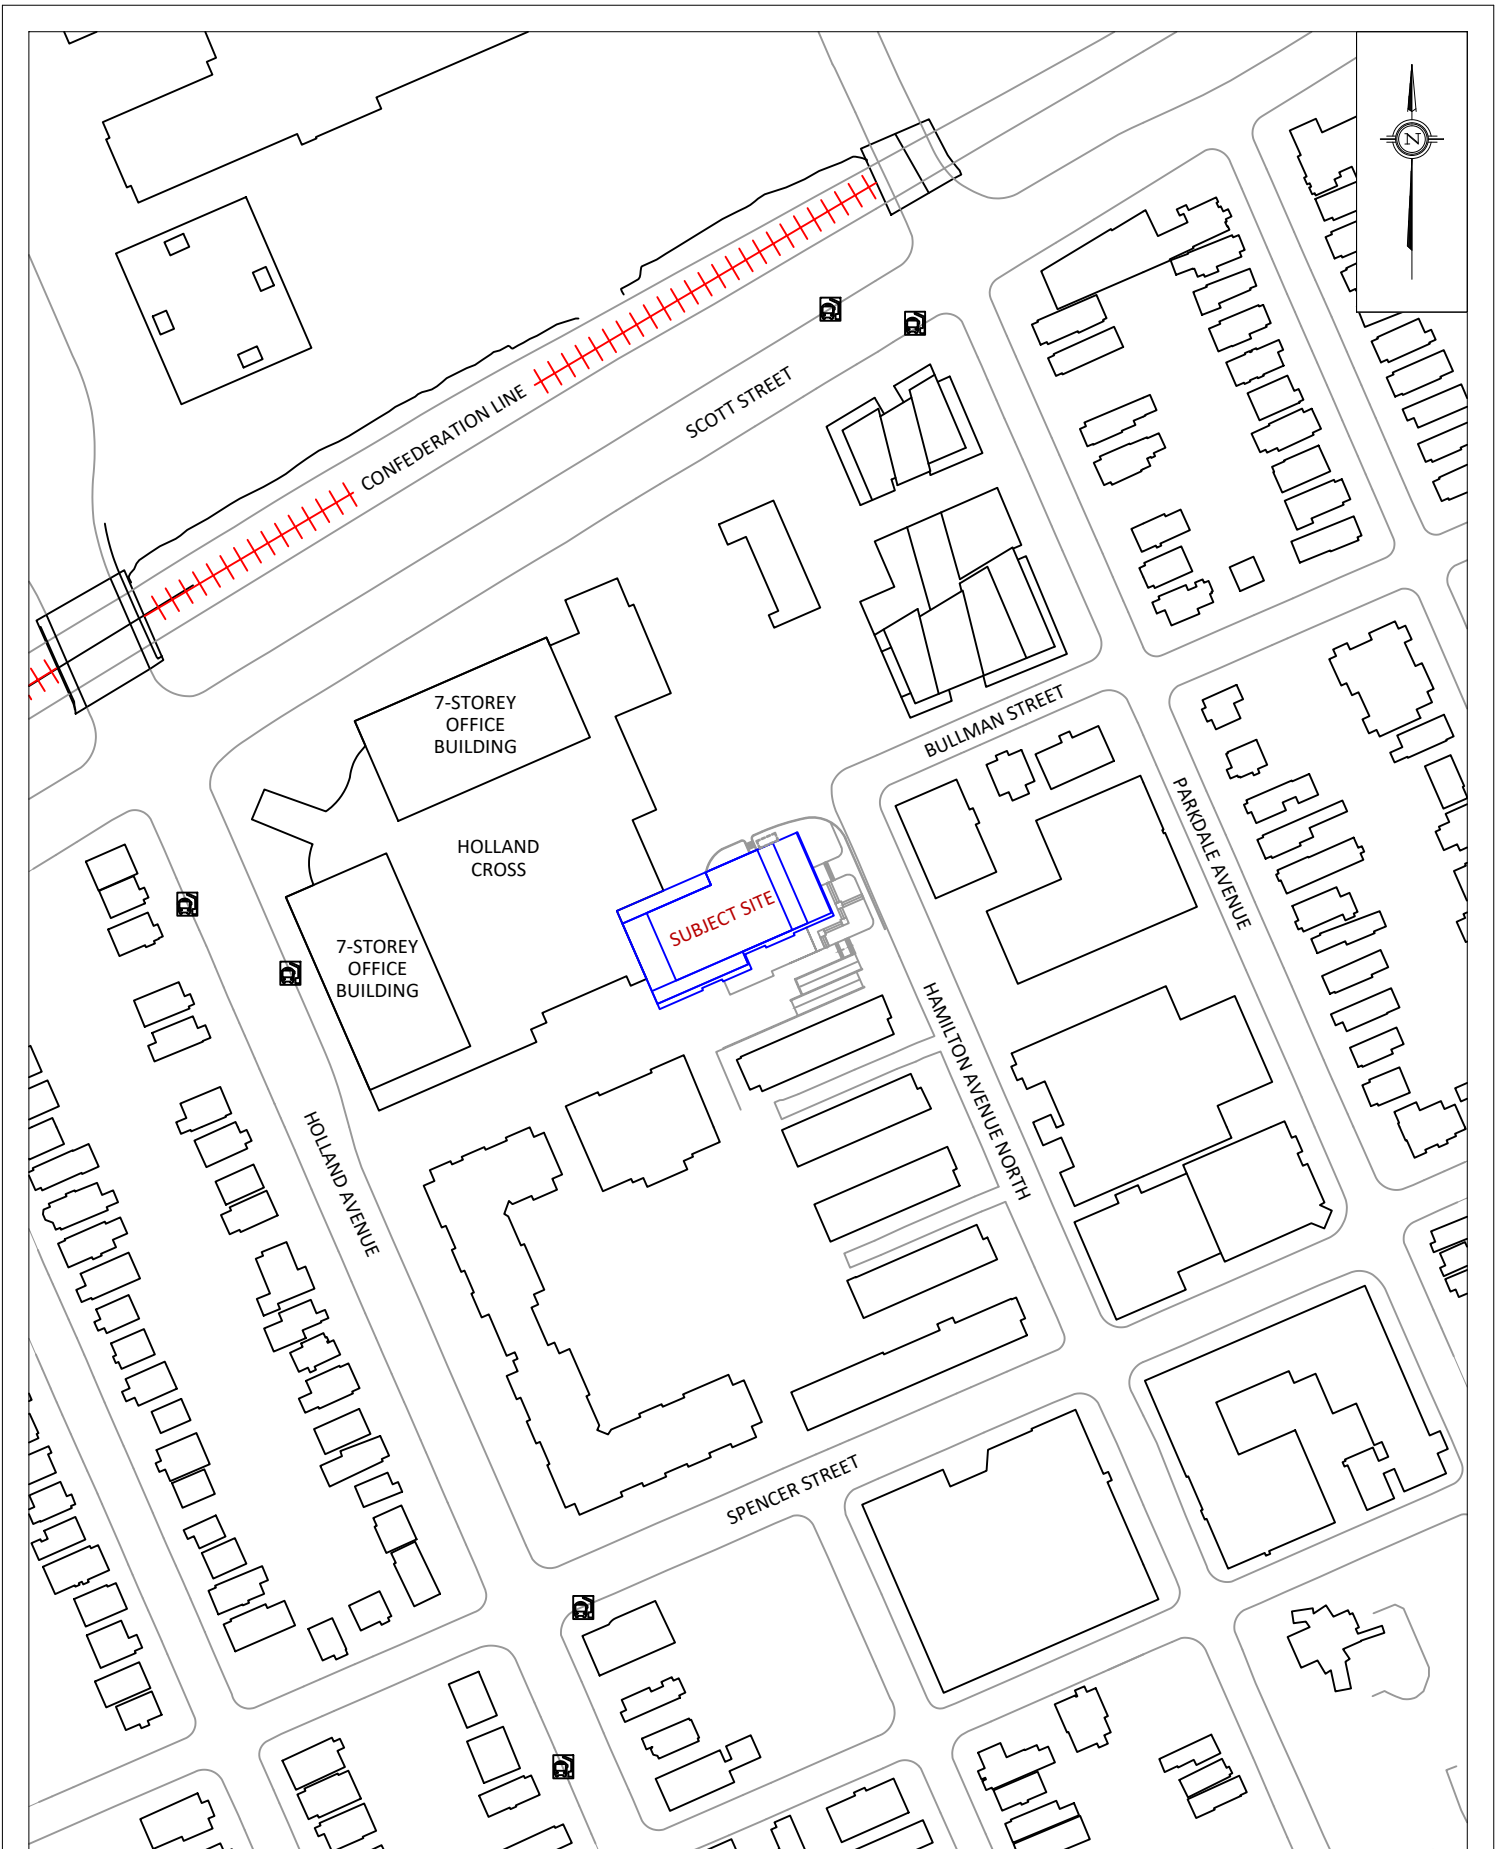 N
CONFEDERATION LINE
SCOTT STREET
7-STOREY
OFFICE
BUILDING
BULLMAN STREET
HOLLAND
CROSS
PARKDALE AVENUE
SUBJECT SITE
7-STOREY
OFFICE
BUILDING
HAMILTON AVENUE NORTH
HOLLAND AVENUE
SPENCER STREET